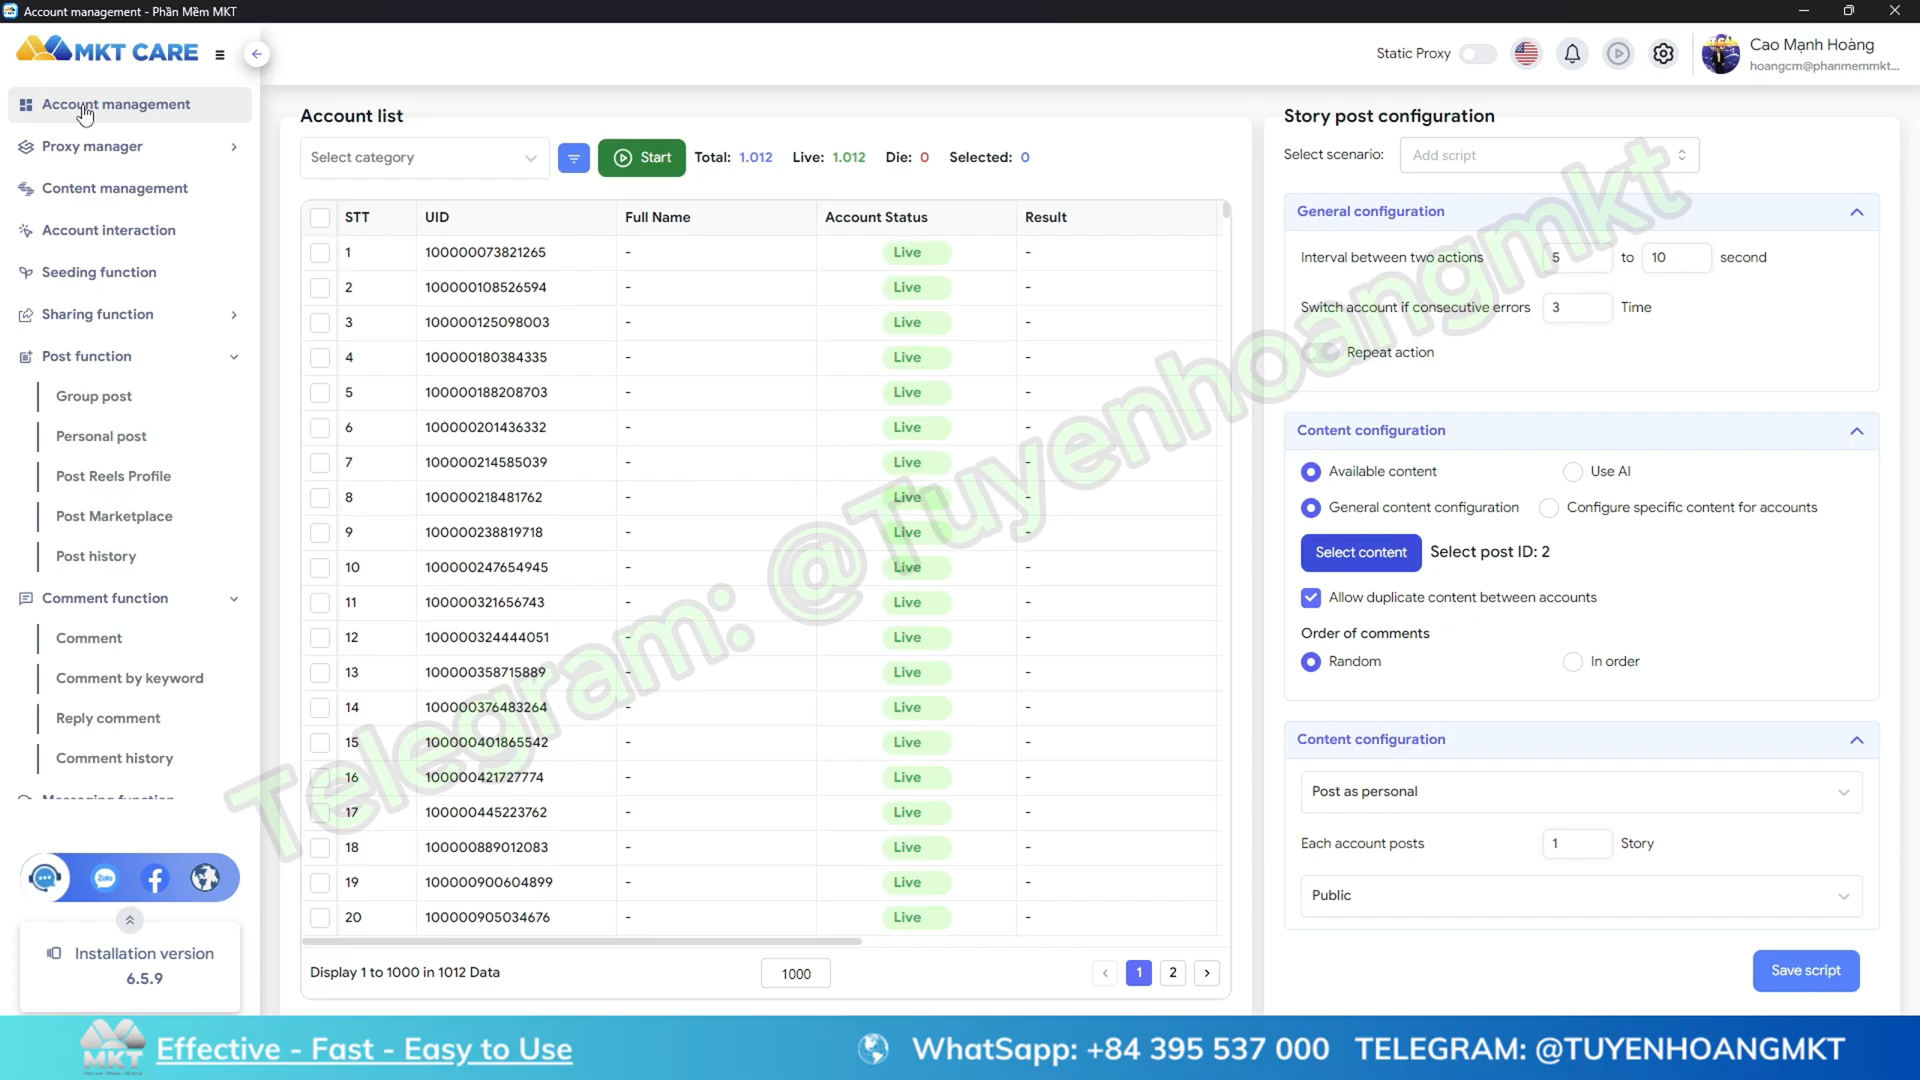 Account management - Phần Mềm MKT
MKT CARE
Static Proxy
Cao Mạnh Hoàng
hoangcm@phanmemmkt...
Account management
Proxy manager
Content management
Account interaction
Seeding function
Sharing function
Post function
Group post
Personal post
Post Reels Profile
Post Marketplace
Post history
Comment function
Comment
Comment by keyword
Reply comment
Comment history
Zalo
Installation version
6.5.9
Account list
Select category
Start
Total: 1.012 Live: 1.012 Die: 0 Selected: 0
STT UID Full Name Account Status Result
1 100000073821265 - Live -
2 100000108526594 - Live -
3 100000125098003 - Live -
4 100000180384335 - Live -
5 100000188208703 - Live -
6 100000201436332 - Live -
7 100000214585039 - Live -
8 100000218481762 - Live -
9 100000238819718 - Live -
10 100000247654945 - Live -
11 100000321656743 - Live -
12 100000324444051 - Live -
13 100000358715889 - Live -
14 100000376483264 - Live -
15 100000401865542 - Live -
16 100000421727774 - Live -
17 100000445223762 - Live -
18 100000889012083 - Live -
19 100000900604899 - Live -
20 100000905034676 - Live -
Display 1 to 1000 in 1012 Data
1000
1 2
Story post configuration
Select scenario: Add script
General configuration
Interval between two actions 5 to 10 second
Switch account if consecutive errors 3 Time
Repeat action
Content configuration
Available content Use AI
General content configuration Configure specific content for accounts
Select content Select post ID: 2
Allow duplicate content between accounts
Order of comments
Random In order
Content configuration
Post as personal
Each account posts 1 Story
Public
Save script
Telegram: @Tuyenhoangmkt
MKT
Effective - Fast - Easy to Use
WhatSapp: +84 395 537 000 TELEGRAM: @TUYENHOANGMKT